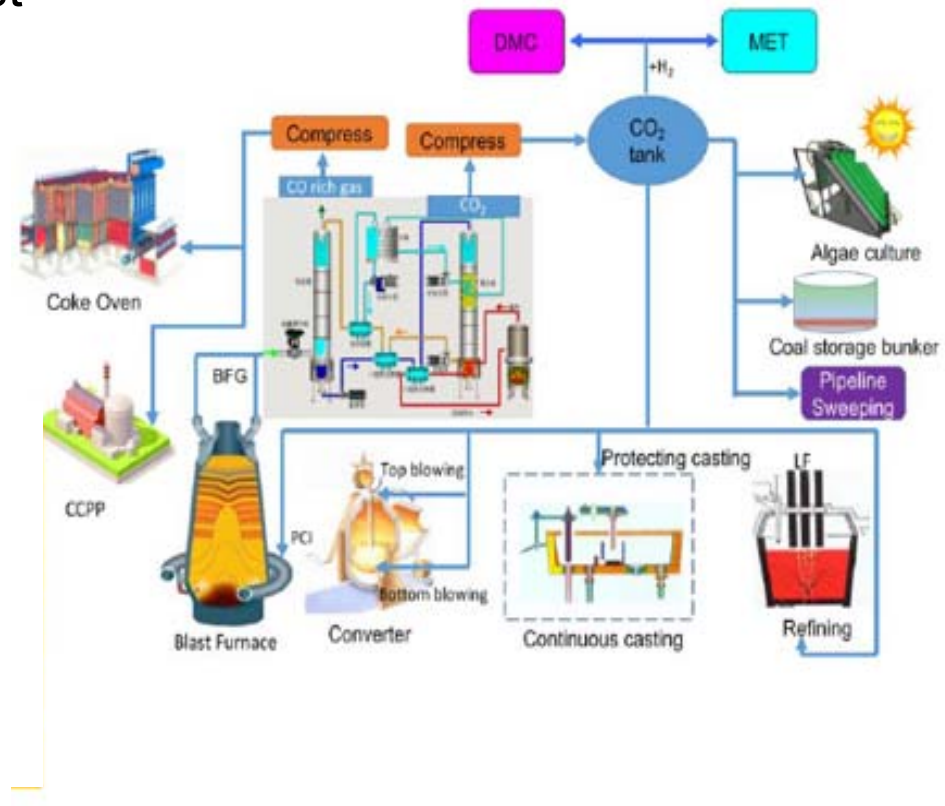 DMC
MET
+H₂
Compress
Compress
CO₂
tank
CO rich gas
CO₂
Algae culture
Coke Oven
Coal storage bunker
BFG
Pipeline
Sweeping
CCPP
Top blowing
Protecting casting
LF
PCI
Bottom blowing
Blast Furnace
Converter
Continuous casting
Refining